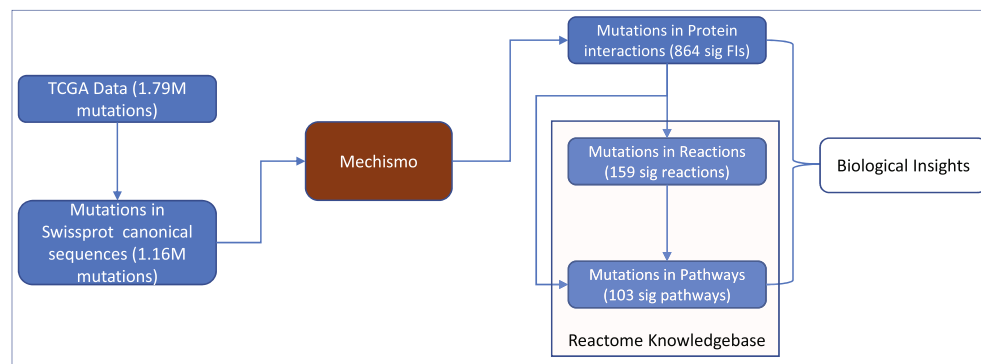 TCGA Data (1.79M
mutations)
Mutations in
Swissprot canonical
sequences (1.16M
mutations)
Mechismo
Mutations in Protein
interactions (864 sig FIs)
Mutations in Reactions
(159 sig reactions)
Mutations in Pathways
(103 sig pathways)
Reactome Knowledgebase
Biological Insights